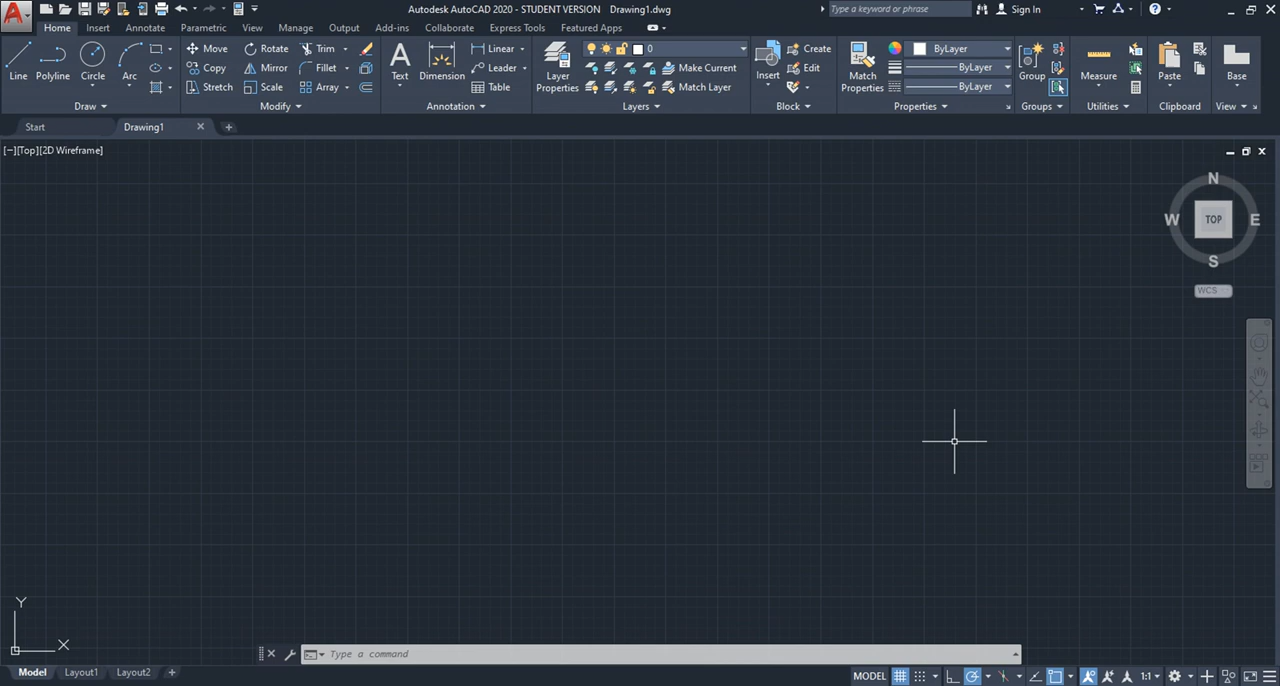 Autodesk AutoCAD 2020 - STUDENT VERSION Drawing1.dwg
Type a keyword or phrase
Sign In
Home Insert Annotate Parametric View Manage Output Add-ins Collaborate Express Tools Featured Apps
Line Polyline Circle Arc
Move Rotate Trim
Copy Mirror Fillet
Stretch Scale Array
Text Dimension
Linear
Leader
Table
Layer Properties
0
Make Current
Match Layer
Insert
Create
Edit
Match Properties
ByLayer
ByLayer
ByLayer
Group
Measure
Paste
Base
Draw Modify Annotation Layers Block Properties Groups Utilities Clipboard View
Start Drawing1
[−][Top][2D Wireframe]
N
W TOP E
S
WCS
Y
X
Type a command
Model Layout1 Layout2
MODEL 1:1